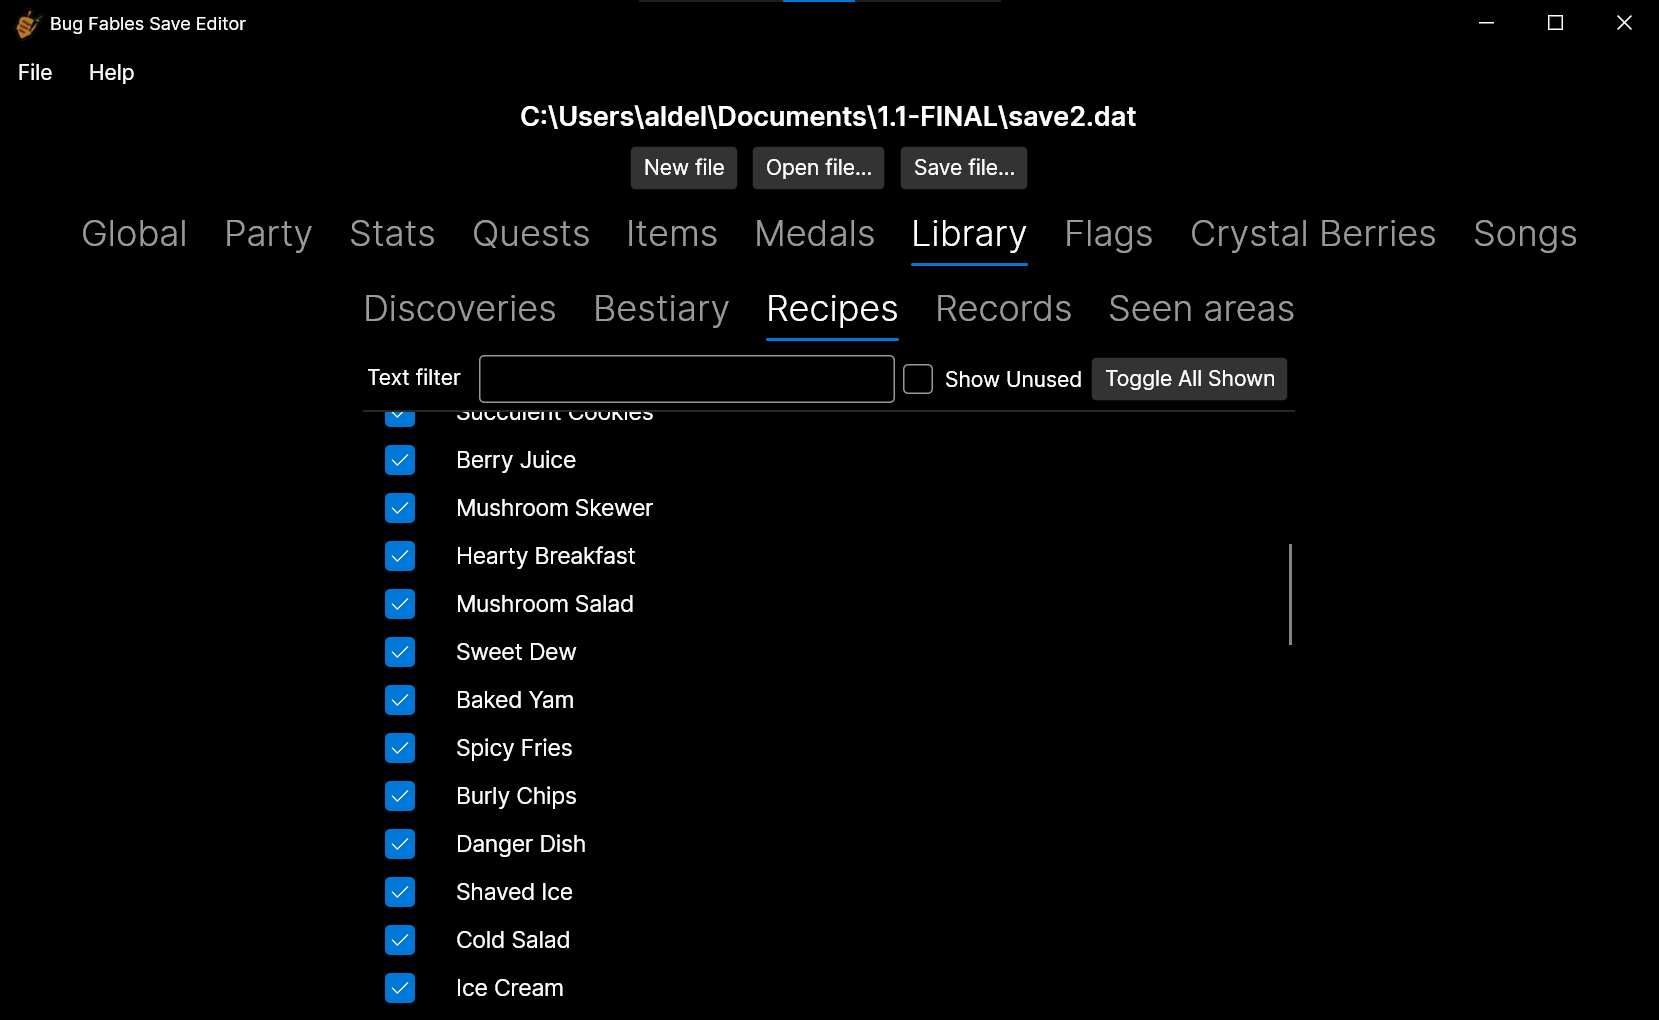 Bug Fables Save Editor
File Help
C:\Users\aldel\Documents\1.1-FINAL\save2.dat
New file Open file... Save file...
Global Party Stats Quests Items Medals Library Flags Crystal Berries Songs
Discoveries Bestiary Recipes Records Seen areas
Text filter Show Unused Toggle All Shown
Succulent Cookies
Berry Juice
Mushroom Skewer
Hearty Breakfast
Mushroom Salad
Sweet Dew
Baked Yam
Spicy Fries
Burly Chips
Danger Dish
Shaved Ice
Cold Salad
Ice Cream